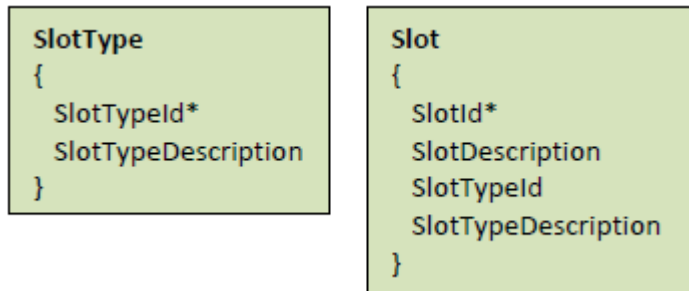 SlotType
{
SlotTypeId*
SlotTypeDescription
}
Slot
{
SlotId*
SlotDescription
SlotTypeId
SlotTypeDescription
}